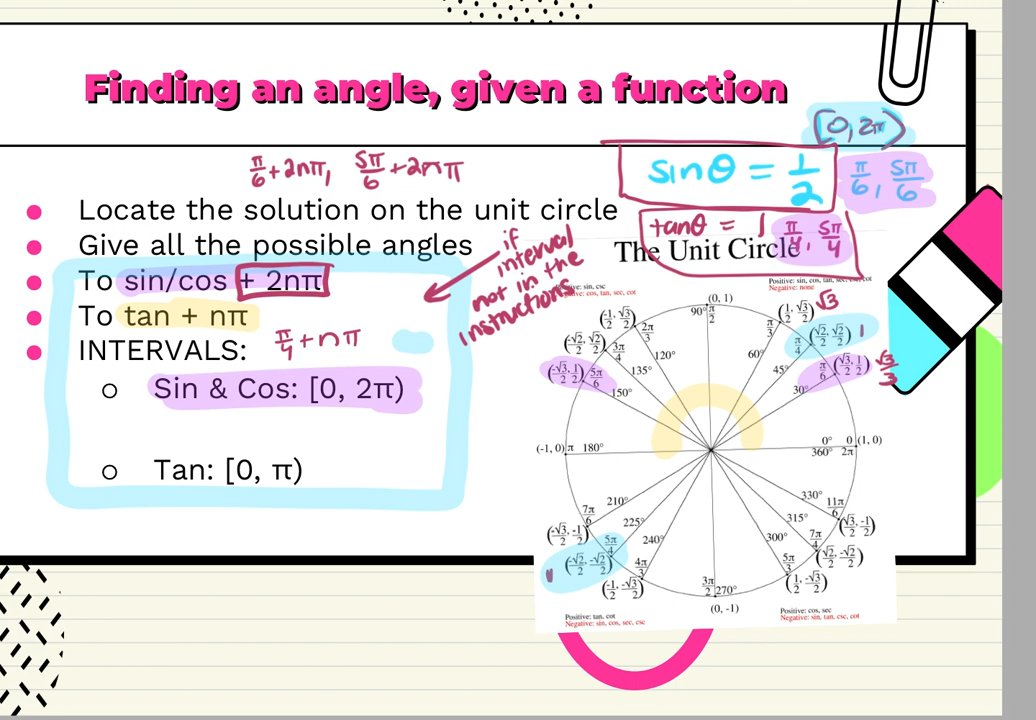 Finding an angle, given a function
[0, 2π)
sinθ = 1/2
π/6, 5π/6
π/6 + 2nπ, 5π/6 + 2nπ
Locate the solution on the unit circle
tanθ = 1 π/4, 5π/4
Give all the possible angles
if interval not in the instructions
The Unit Circle
To sin/cos + 2nπ
To tan + nπ
π/4 + nπ
INTERVALS:
Sin & Cos: [0, 2π)
Tan: [0, π)
Positive: sin, csc
Negative: cos, tan, sec, cot
Positive: sin, cos, tan, sec, csc, cot
Negative: none
(0, 1)
90° π/2
(-1/2, √3/2) 2π/3 120°
(-√2/2, √2/2) 3π/4 135°
(-√3/2, 1/2) 5π/6 150°
60° π/3 (1/2, √3/2) √3
45° π/4 (√2/2, √2/2) 1
30° π/6 (√3/2, 1/2) √3/3
(-1, 0) π 180°
0° 0 (1, 0)
360° 2π
210° 7π/6 (-√3/2, -1/2)
225° 5π/4 (-√2/2, -√2/2) 1
240° 4π/3 (-1/2, -√3/2)
330° 11π/6 (√3/2, -1/2)
315° 7π/4 (√2/2, -√2/2)
300° 5π/3 (1/2, -√3/2)
3π/2 270°
(0, -1)
Positive: tan, cot
Negative: sin, cos, sec, csc
Positive: cos, sec
Negative: sin, tan, csc, cot